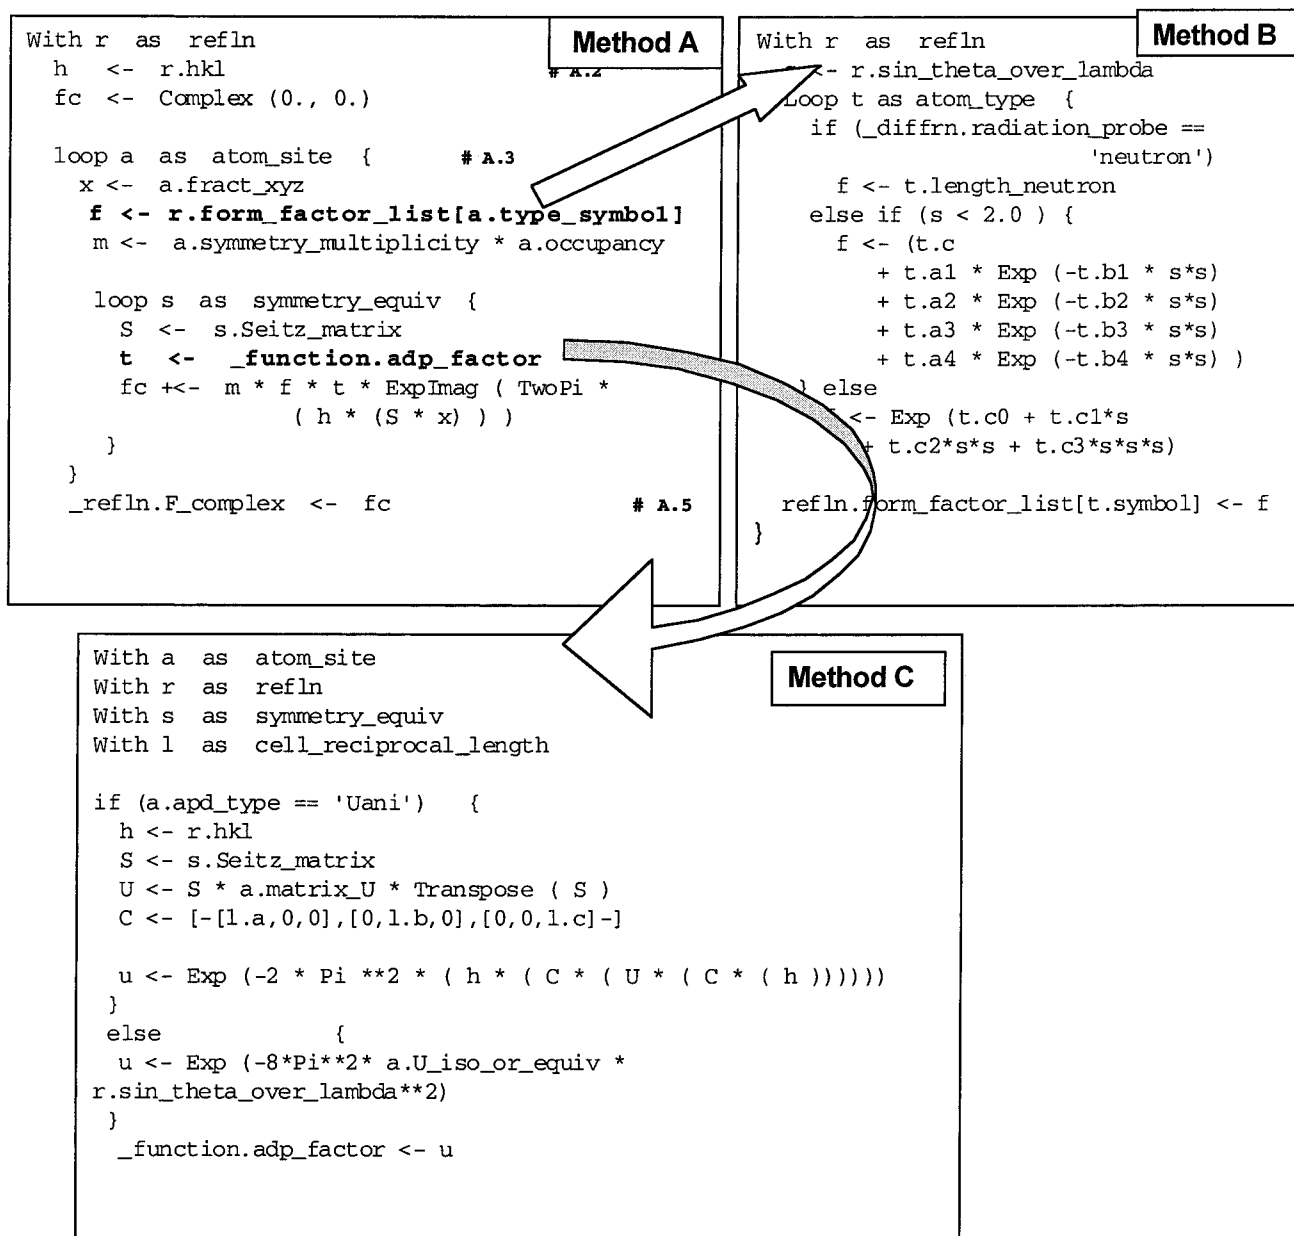 Method A
With r as refln
h <- r.hkl # A.2
fc <- Complex (0., 0.)
loop a as atom_site { # A.3
x <- a.fract_xyz
f <- r.form_factor_list[a.type_symbol]
m <- a.symmetry_multiplicity * a.occupancy
loop s as symmetry_equiv {
S <- s.Seitz_matrix
t <- _function.adp_factor
fc +<- m * f * t * ExpImag ( TwoPi *
( h * (S * x) ) )
}
}
_refln.F_complex <- fc # A.5
Method B
With r as refln
<- r.sin_theta_over_lambda
Loop t as atom_type {
if (_diffrn.radiation_probe ==
'neutron')
f <- t.length_neutron
else if (s < 2.0 ) {
f <- (t.c
+ t.a1 * Exp (-t.b1 * s*s)
+ t.a2 * Exp (-t.b2 * s*s)
+ t.a3 * Exp (-t.b3 * s*s)
+ t.a4 * Exp (-t.b4 * s*s) )
} else
<- Exp (t.c0 + t.c1*s
+ t.c2*s*s + t.c3*s*s*s)
refln.form_factor_list[t.symbol] <- f
}
Method C
With a as atom_site
With r as refln
With s as symmetry_equiv
With l as cell_reciprocal_length
if (a.apd_type == 'Uani') {
h <- r.hkl
S <- s.Seitz_matrix
U <- S * a.matrix_U * Transpose ( S )
C <- [-[l.a,0,0],[0,l.b,0],[0,0,l.c]-]
u <- Exp (-2 * Pi **2 * ( h * ( C * ( U * ( C * ( h ))))))
}
else {
u <- Exp (-8*Pi**2* a.U_iso_or_equiv *
r.sin_theta_over_lambda**2)
}
_function.adp_factor <- u